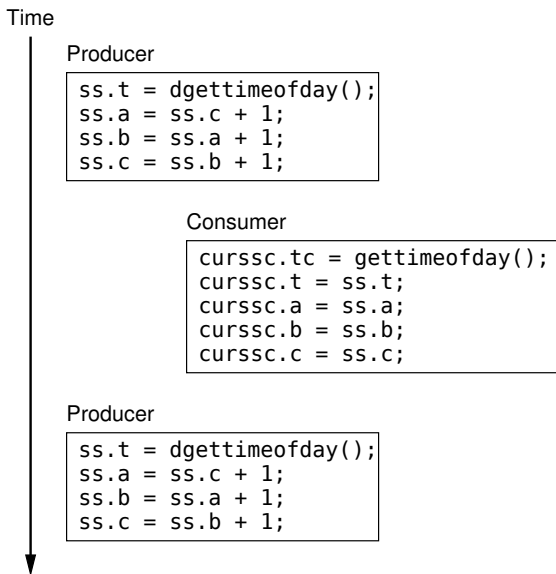 Time
Producer
ss.t = dgettimeofday();
ss.a = ss.c + 1;
ss.b = ss.a + 1;
ss.c = ss.b + 1;
Consumer
curssc.tc = gettimeofday();
curssc.t = ss.t;
curssc.a = ss.a;
curssc.b = ss.b;
curssc.c = ss.c;
Producer
ss.t = dgettimeofday();
ss.a = ss.c + 1;
ss.b = ss.a + 1;
ss.c = ss.b + 1;